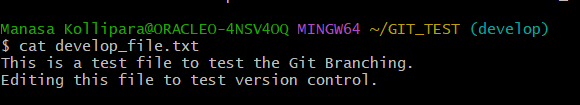 Manasa Kollipara@ORACLEO-4NSV4OQ MINGW64 ~/GIT_TEST (develop)
$ cat develop_file.txt
This is a test file to test the Git Branching.
Editing this file to test version control.